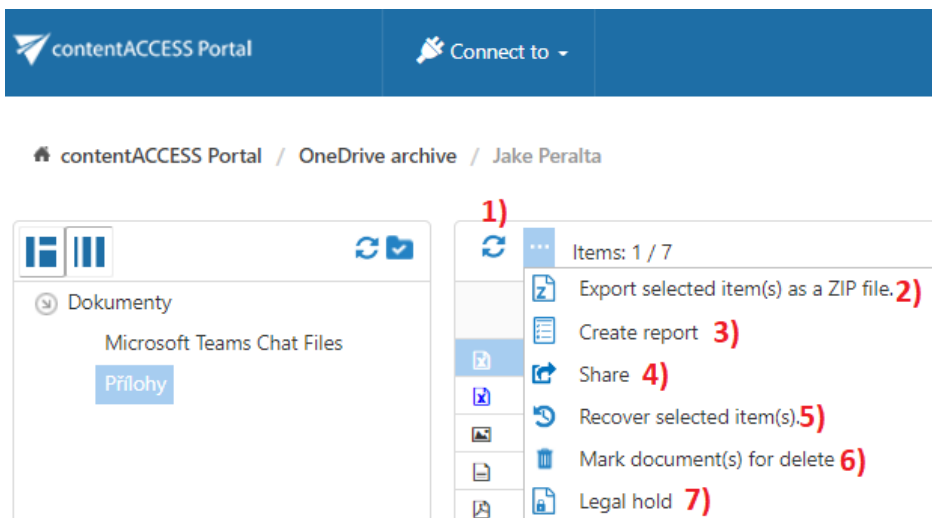 contentACCESS Portal
Connect to
contentACCESS Portal / OneDrive archive / Jake Peralta
1)
Items: 1 / 7
Dokumenty
Microsoft Teams Chat Files
Přílohy
Export selected item(s) as a ZIP file. 2)
Create report 3)
Share 4)
Recover selected item(s). 5)
Mark document(s) for delete 6)
Legal hold 7)